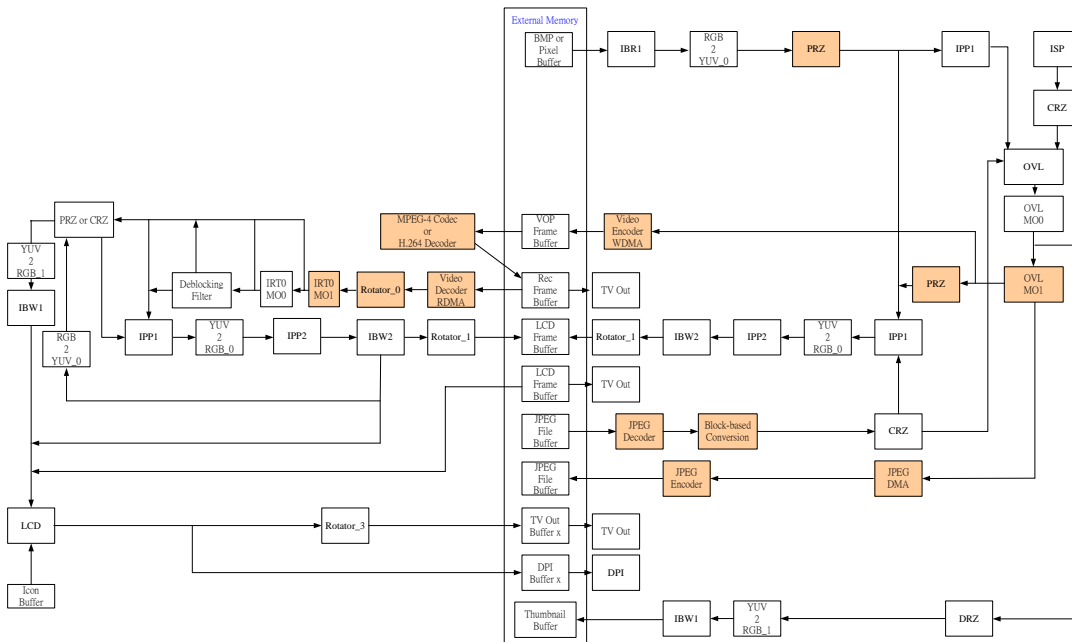 External Memory
BMP or
Pixel
Buffer
IBR1
RGB
2
YUV_0
PRZ
IPP1
ISP
CRZ
OVL
OVL
MO0
PRZ or CRZ
YUV
2
RGB_1
IBW1
RGB
2
YUV_0
MPEG-4 Codec
or
H.264 Decoder
VOP
Frame
Buffer
Video
Encoder
WDMA
Deblocking
Filter
IRT0
MO0
IRT0
MO1
Rotator_0
Video
Decoder
RDMA
Rec
Frame
Buffer
TV Out
PRZ
OVL
MO1
IPP1
YUV
2
RGB_0
IPP2
IBW2
Rotator_1
LCD
Frame
Buffer
Rotator_1
IBW2
IPP2
YUV
2
RGB_0
IPP1
LCD
Frame
Buffer
TV Out
JPEG
File
Buffer
JPEG
Decoder
Block-based
Conversion
CRZ
JPEG
File
Buffer
JPEG
Encoder
JPEG
DMA
LCD
Rotator_3
TV Out
Buffer x
TV Out
Icon
Buffer
DPI
Buffer x
DPI
Thumbnail
Buffer
IBW1
YUV
2
RGB_1
DRZ